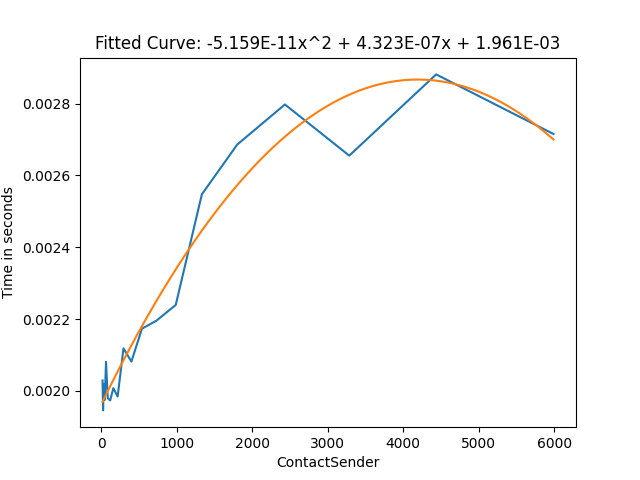 Fitted Curve: -5.159E-11x^2 + 4.323E-07x + 1.961E-03
Time in seconds
0.0028
0.0026
0.0024
0.0022
0.0020
0 1000 2000 3000 4000 5000 6000
ContactSender